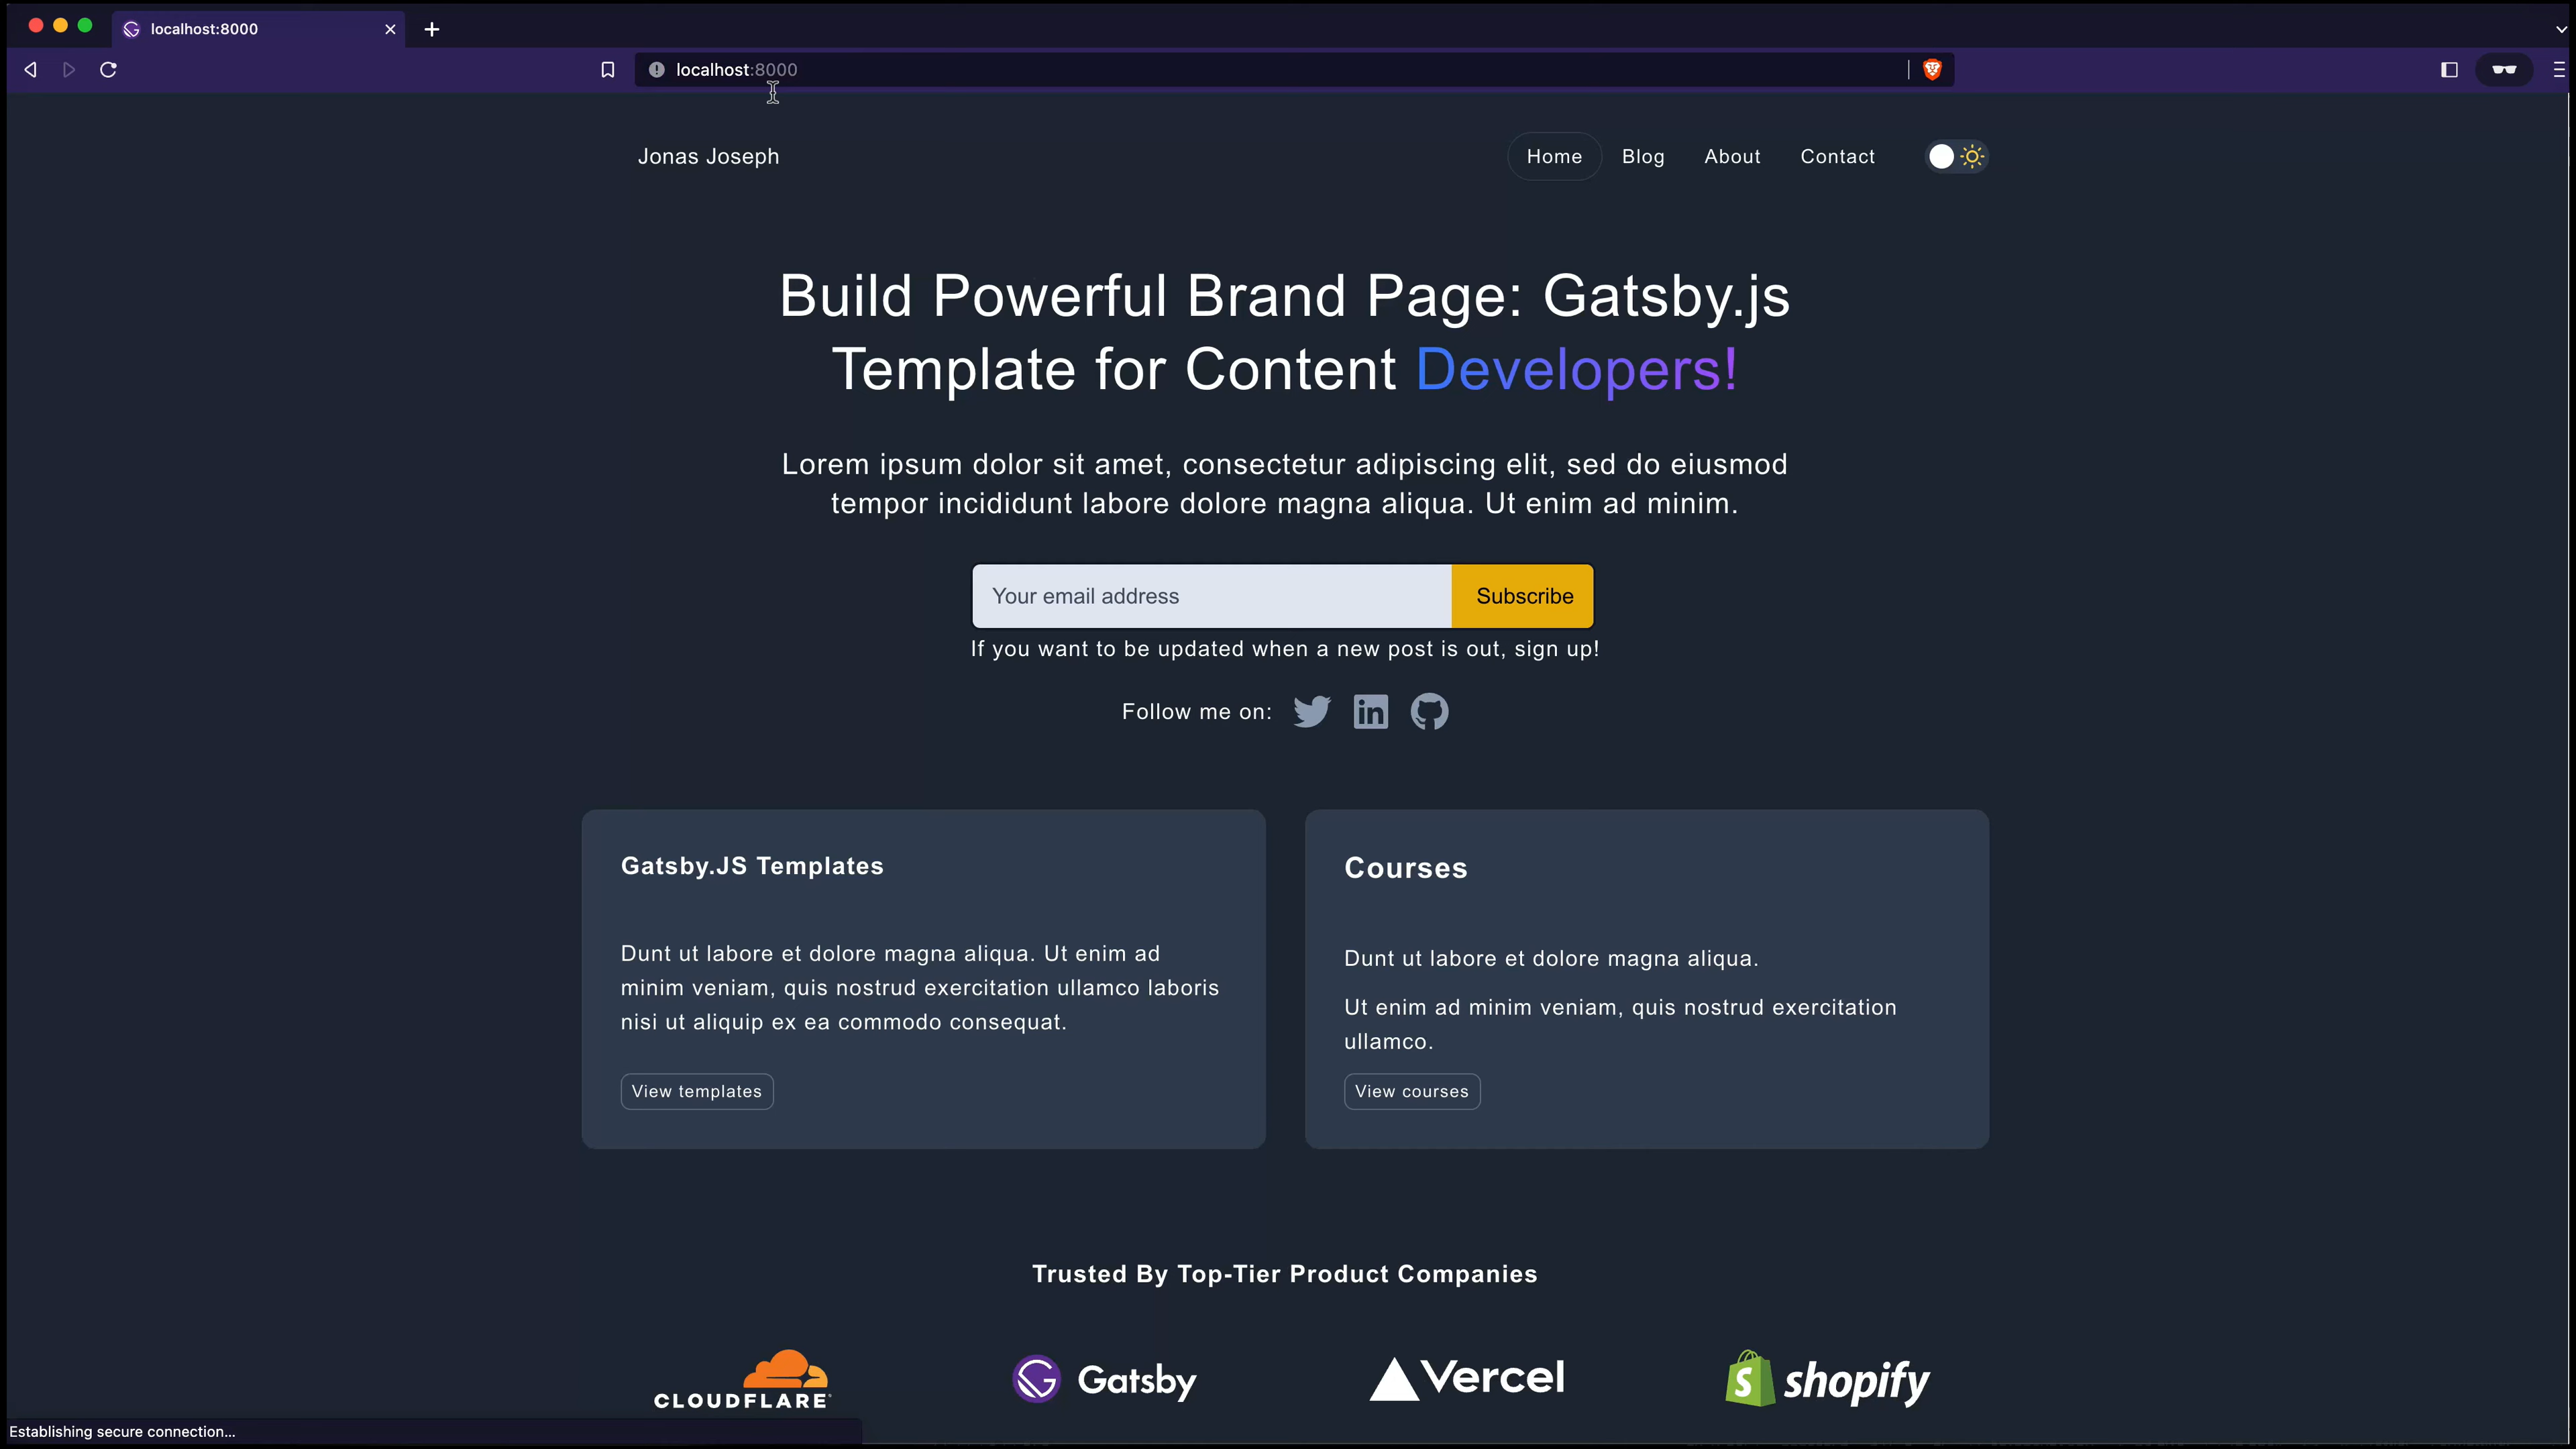 localhost:8000
localhost:8000
Jonas Joseph
Home
Blog
About
Contact
Build Powerful Brand Page: Gatsby.js
Template for Content Developers!
Lorem ipsum dolor sit amet, consectetur adipiscing elit, sed do eiusmod
tempor incididunt labore dolore magna aliqua. Ut enim ad minim.
Your email address
Subscribe
If you want to be updated when a new post is out, sign up!
Follow me on:
Gatsby.JS Templates
Dunt ut labore et dolore magna aliqua. Ut enim ad
minim veniam, quis nostrud exercitation ullamco laboris
nisi ut aliquip ex ea commodo consequat.
View templates
Courses
Dunt ut labore et dolore magna aliqua.
Ut enim ad minim veniam, quis nostrud exercitation
ullamco.
View courses
Trusted By Top-Tier Product Companies
CLOUDFLARE
Gatsby
Vercel
shopify
Establishing secure connection...